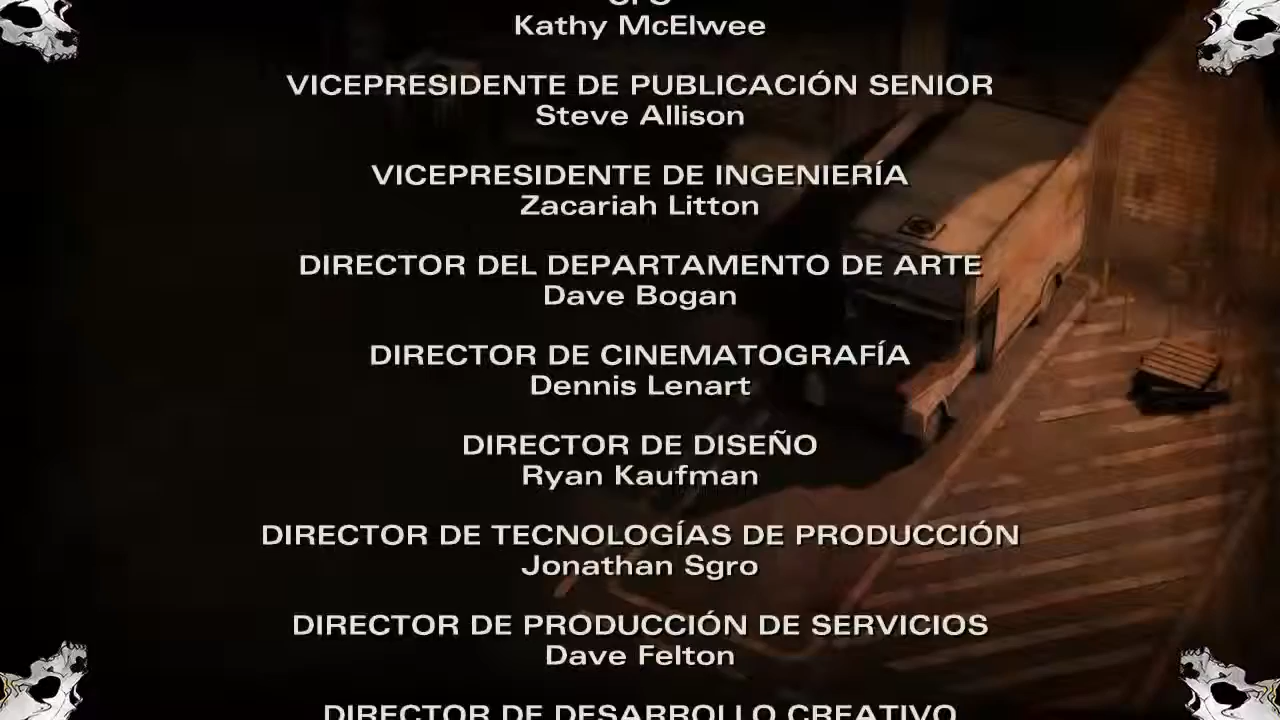 Kathy McElwee
VICEPRESIDENTE DE PUBLICACIÓN SENIOR
Steve Allison
VICEPRESIDENTE DE INGENIERÍA
Zacariah Litton
DIRECTOR DEL DEPARTAMENTO DE ARTE
Dave Bogan
DIRECTOR DE CINEMATOGRAFÍA
Dennis Lenart
DIRECTOR DE DISEÑO
Ryan Kaufman
DIRECTOR DE TECNOLOGÍAS DE PRODUCCIÓN
Jonathan Sgro
DIRECTOR DE PRODUCCIÓN DE SERVICIOS
Dave Felton
DIRECTOR DE DESARROLLO CREATIVO